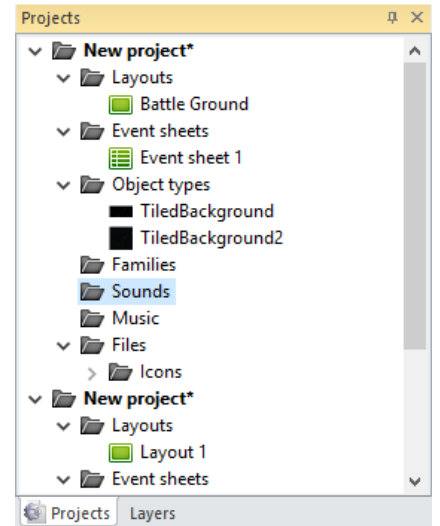 Projects
New project*
Layouts
Battle Ground
Event sheets
Event sheet 1
Object types
TiledBackground
TiledBackground2
Families
Sounds
Music
Files
Icons
New project*
Layouts
Layout 1
Event sheets
Projects Layers